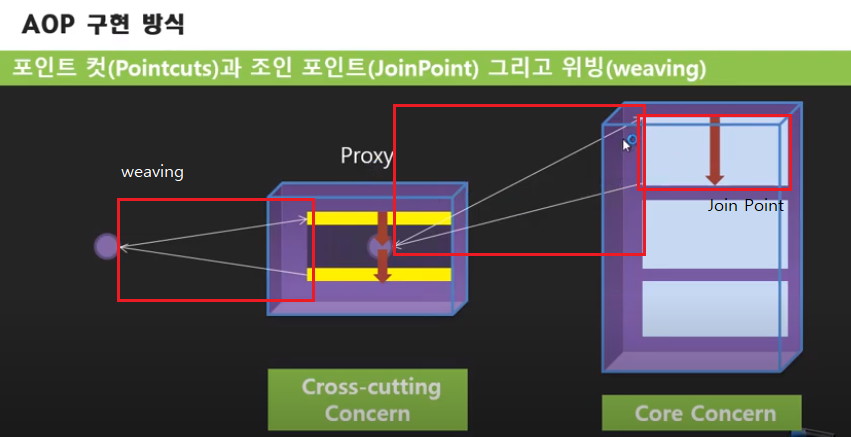 AOP 구현 방식
포인트 컷(Pointcuts)과 조인 포인트(JoinPoint) 그리고 위빙(weaving)
Proxy
weaving
Join Point
Cross-cutting
Concern
Core Concern